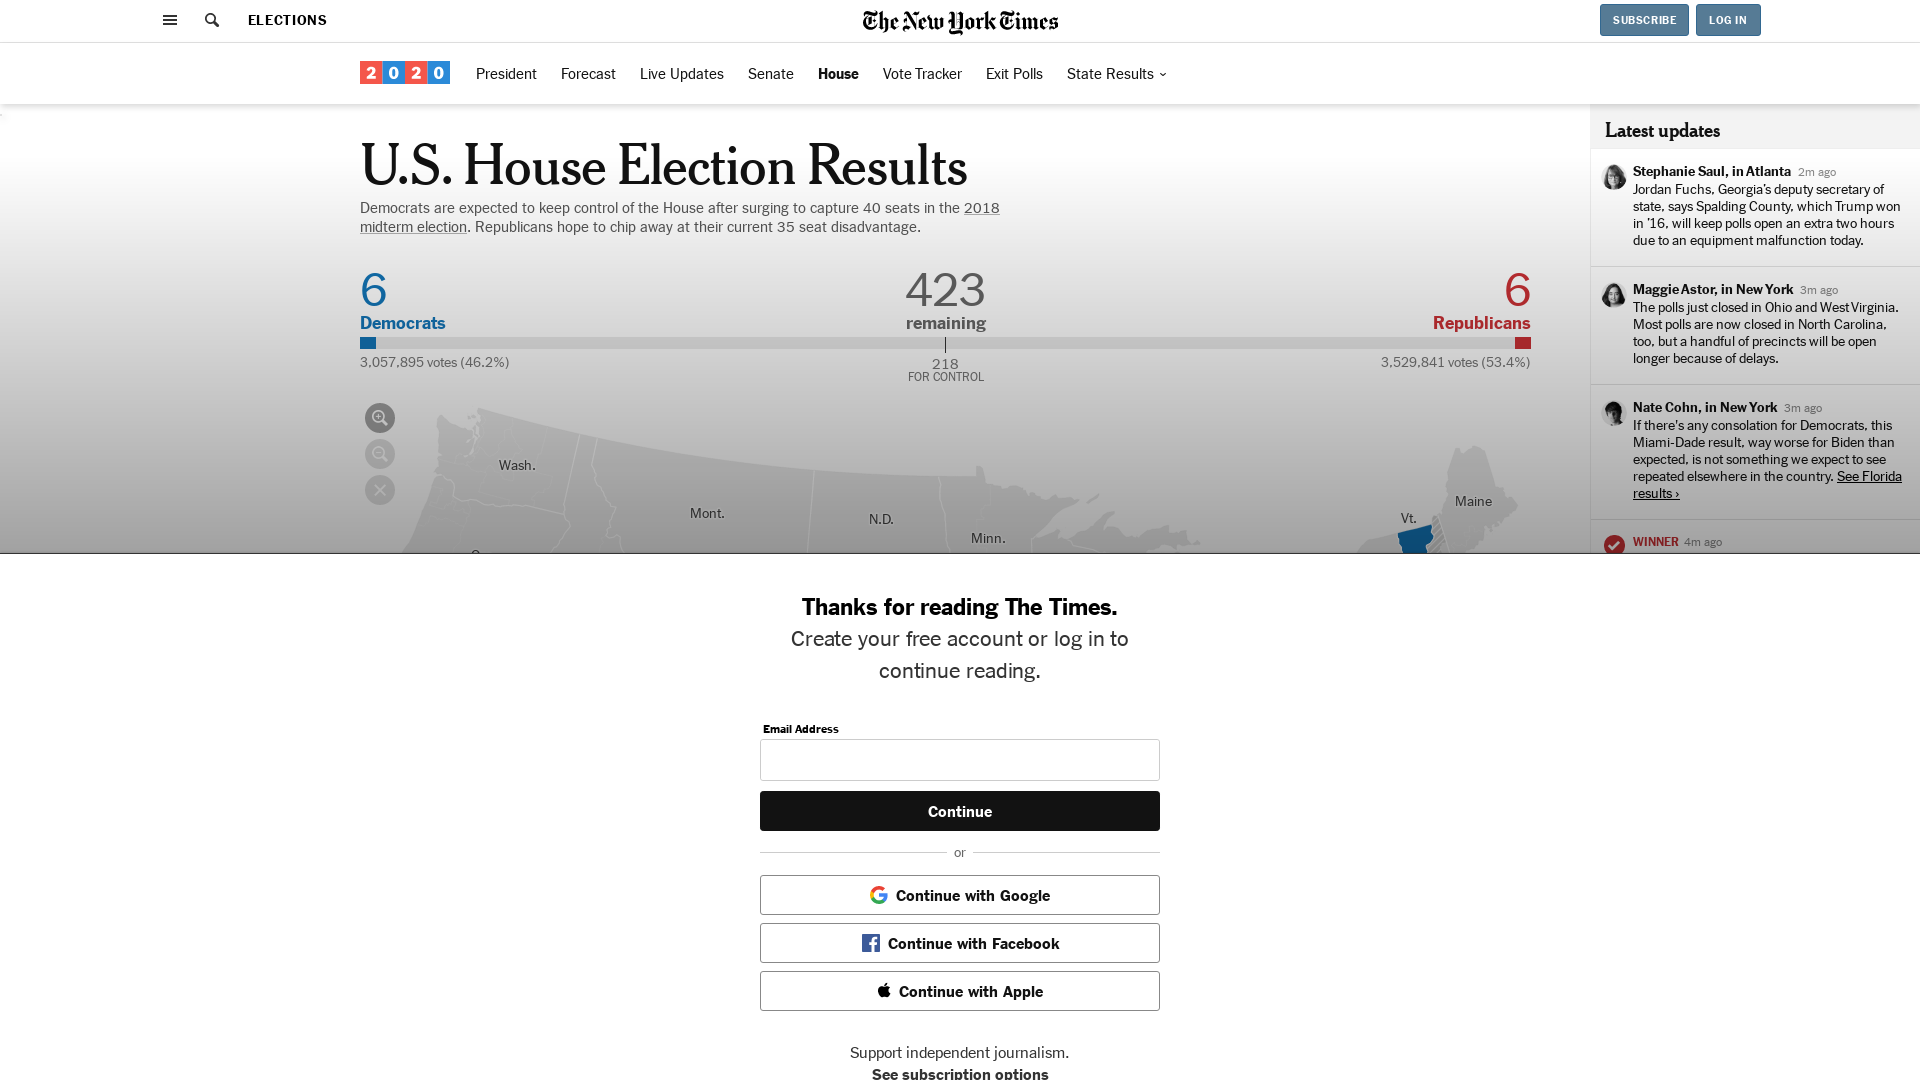 ELECTIONS
The New York Times
SUBSCRIBE
LOG IN
2020
President
Forecast
Live Updates
Senate
House
Vote Tracker
Exit Polls
State Results
U.S. House Election Results
Democrats are expected to keep control of the House after surging to capture 40 seats in the 2018
midterm election. Republicans hope to chip away at their current 35 seat disadvantage.
6
423
6
Democrats
remaining
Republicans
3,057,895 votes (46.2%)
218
3,529,841 votes (53.4%)
FOR CONTROL
Wash.
Mont.
N.D.
Minn.
Vt.
Maine
Latest updates
Stephanie Saul, in Atlanta 2m ago
Jordan Fuchs, Georgia’s deputy secretary of
state, says Spalding County, which Trump won
in ’16, will keep polls open an extra two hours
due to an equipment malfunction today.
Maggie Astor, in New York 3m ago
The polls just closed in Ohio and West Virginia.
Most polls are now closed in North Carolina,
too, but a handful of precincts will be open
longer because of delays.
Nate Cohn, in New York 3m ago
If there's any consolation for Democrats, this
Miami-Dade result, way worse for Biden than
expected, is not something we expect to see
repeated elsewhere in the country. See Florida
results ›
WINNER 4m ago
Thanks for reading The Times.
Create your free account or log in to
continue reading.
Email Address
Continue
or
Continue with Google
Continue with Facebook
Continue with Apple
Support independent journalism.
See subscription options